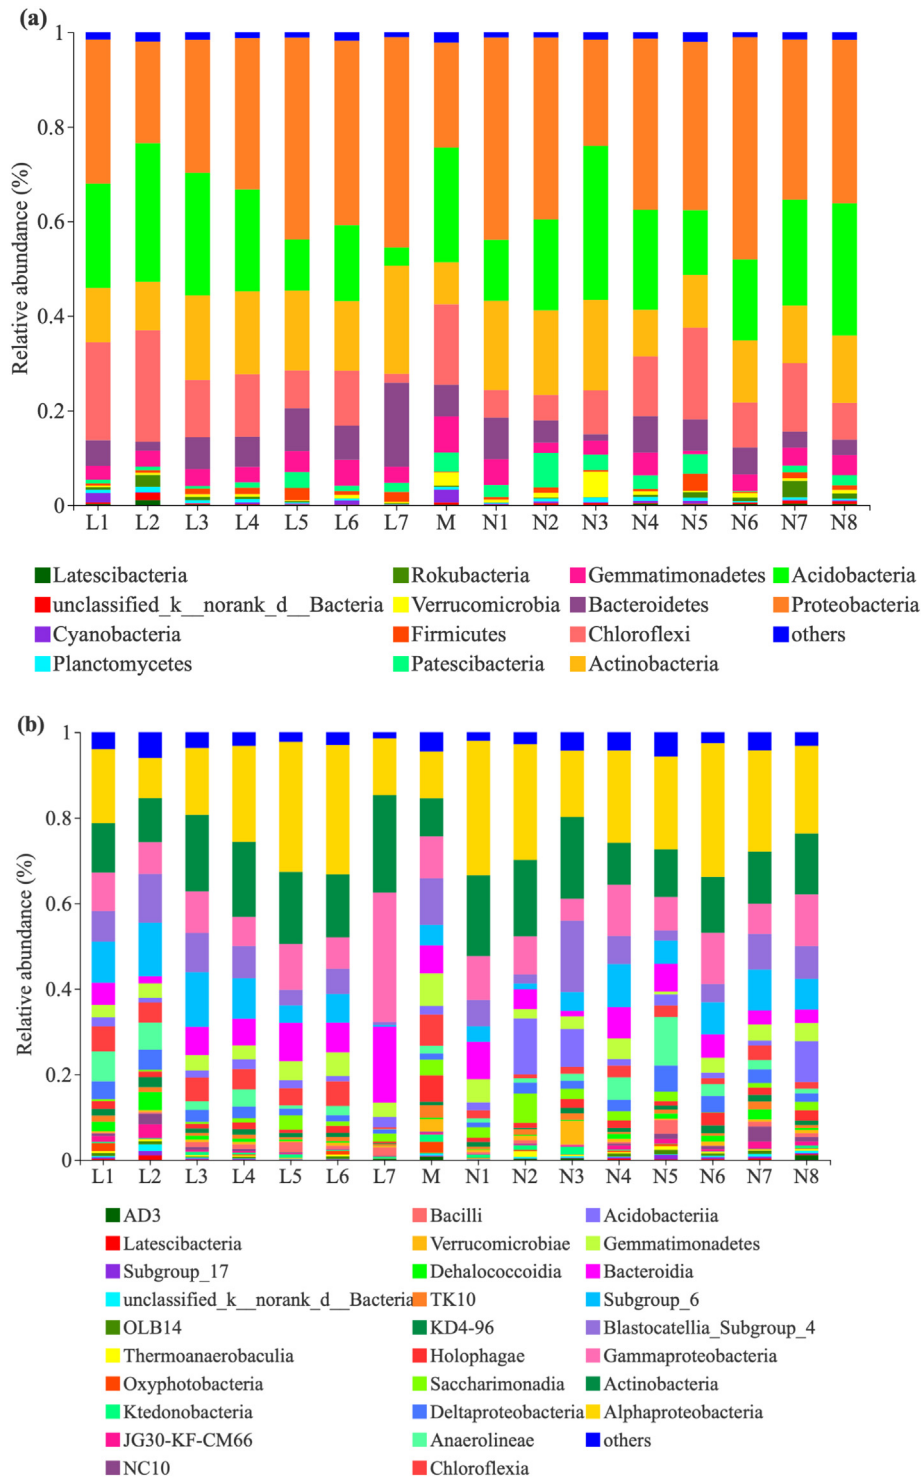 (a)
1
0.8
0.6
0.4
0.2
0
Relative abundance (%)
L1 L2 L3 L4 L5 L6 L7 M N1 N2 N3 N4 N5 N6 N7 N8
Latescibacteria Rokubacteria Gemmatimonadetes Acidobacteria
unclassified_k__norank_d__Bacteria Verrucomicrobia Bacteroidetes Proteobacteria
Cyanobacteria Firmicutes Chloroflexi others
Planctomycetes Patescibacteria Actinobacteria
(b)
1
0.8
0.6
0.4
0.2
0
Relative abundance (%)
L1 L2 L3 L4 L5 L6 L7 M N1 N2 N3 N4 N5 N6 N7 N8
AD3 Bacilli Acidobacteriia
Latescibacteria Verrucomicrobiae Gemmatimonadetes
Subgroup_17 Dehalococcoidia Bacteroidia
unclassified_k__norank_d__Bacteria TK10 Subgroup_6
OLB14 KD4-96 Blastocatellia_Subgroup_4
Thermoanaerobaculia Holophagae Gammaproteobacteria
Oxyphotobacteria Saccharimonadia Actinobacteria
Ktedonobacteria Deltaproteobacteria Alphaproteobacteria
JG30-KF-CM66 Anaerolineae others
NC10 Chloroflexia